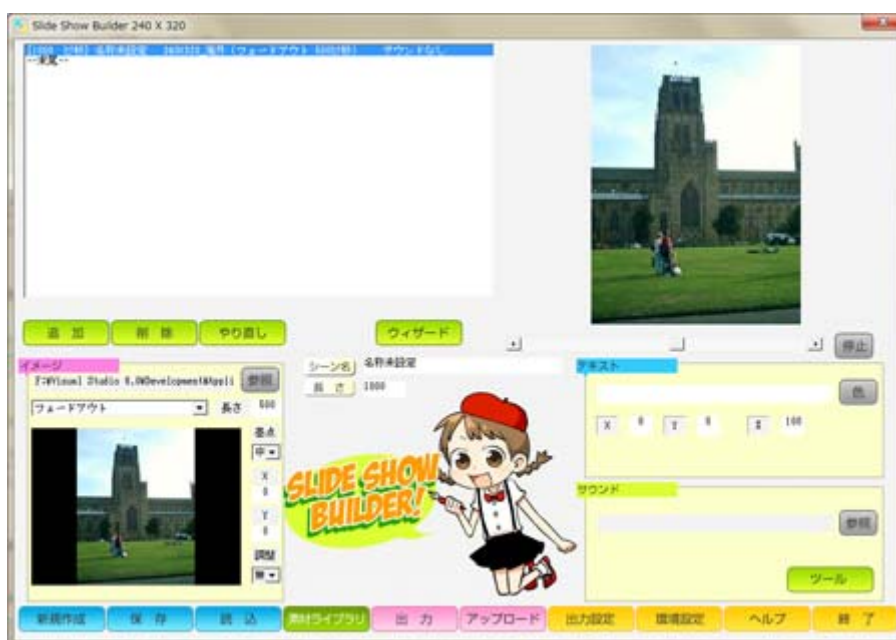 Slide Show Builder 240 X 320
--末尾--
追 加
削 除
やり直し
ウィザード
停止
イメージ
参照
フェードアウト
長さ
500
基点
中
X
0
Y
0
調整
無
シーン名
名称未設定
長 さ
1000
SLIDE SHOW
BUILDER!
テキスト
色
X
0
Y
0
100
サウンド
参照
ツール
新規作成
保 存
読 込
素材ライブラリ
出 力
アップロード
出力設定
環境設定
ヘルプ
終 了